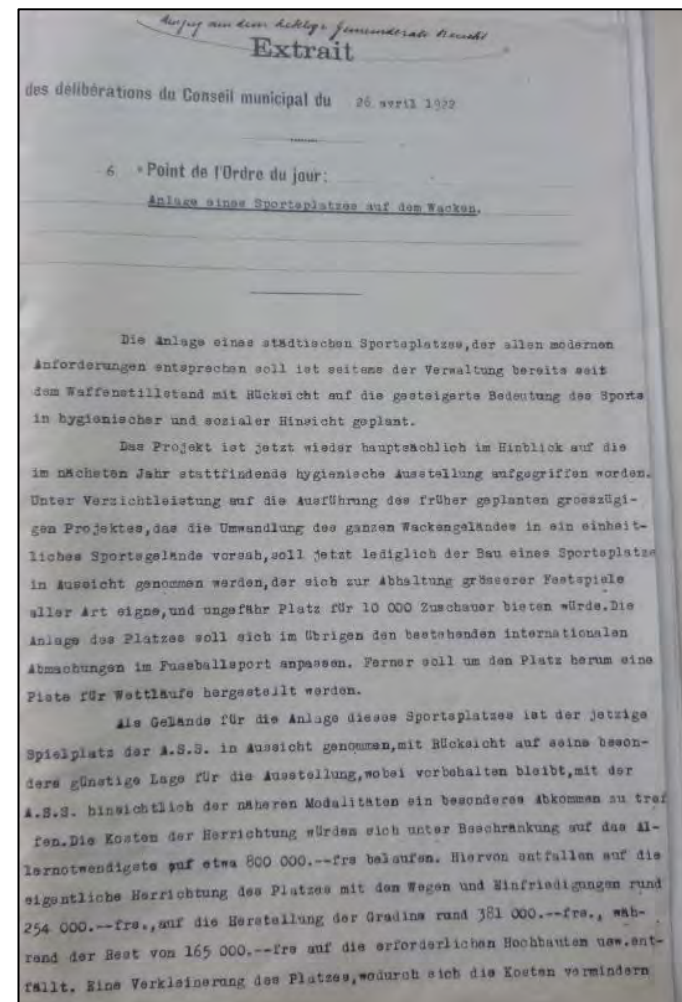 Auszug aus dem
Extrait
des délibérations du Conseil municipal du 26 avril 1922
6 e Point de l'Ordre du jour:
Anlage eines Sportsplatzes auf dem Wacken.
Die Anlage eines städtischen Sportsplatzes,der allen modernen
Anforderungen entsprechen soll ist seitens der Verwaltung bereits seit
dem Waffenstillstand mit Rücksicht auf die gesteigerte Bedeutung des Sports
in hygienischer und sozialer Hinsicht geplant.
Das Projekt ist jetzt wieder hauptsächlich im Hinblick auf die
im nächsten Jahr stattfindende hygienische Ausstellung aufgegriffen worden.
Unter Verzichtleistung auf die Ausführung des früher geplanten grosszügi-
gen Projektes,das die Umwandlung des ganzen Wackengeländes in ein einheit-
liches Sportsgelände vorsah,soll jetzt lediglich der Bau eines Sportsplatze
in Aussicht genommen werden,der sich zur Abhaltung grösserer Festspiele
aller Art eigne,und ungefähr Platz für 10 000 Zuschauer bieten würde.Die
Anlage des Platzes soll sich im übrigen den bestehenden internationalen
Abmachungen im Fussballsport anpassen. Ferner soll um den Platz herum eine
Piste für Wettläufe hergestellt werden.
Als Gelände für die Anlage dieses Sportsplatzes ist der jetzige
Spielplatz der A.S.S. in Aussicht genommen,mit Rücksicht auf seine beson-
dere günstige Lage für die Ausstellung,wobei vorbehalten bleibt,mit der
A.S.S. hinsichtlich der näheren Modalitäten ein besonderes Abkommen zu tref
fen.Die Kosten der Herrichtung würden sich unter Beschränkung auf das Al-
lernotwendigste auf etwa 800 000.--frs belaufen. Hiervon entfallen auf die
eigentliche Herrichtung des Platzes mit den Wegen und Einfriedigungen rund
254 000.--frs.,auf die Herstellung der Gradins rund 381 000.--frs., wäh-
rend der Rest von 165 000.--frs auf die erforderlichen Hochbauten usw.ent-
fällt. Eine Verkleinerung des Platzes,wodurch sich die Kosten vermindern